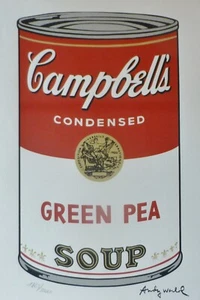 Campbell's
CONDENSED
GREEN PEA
SOUP
Andy Warhol